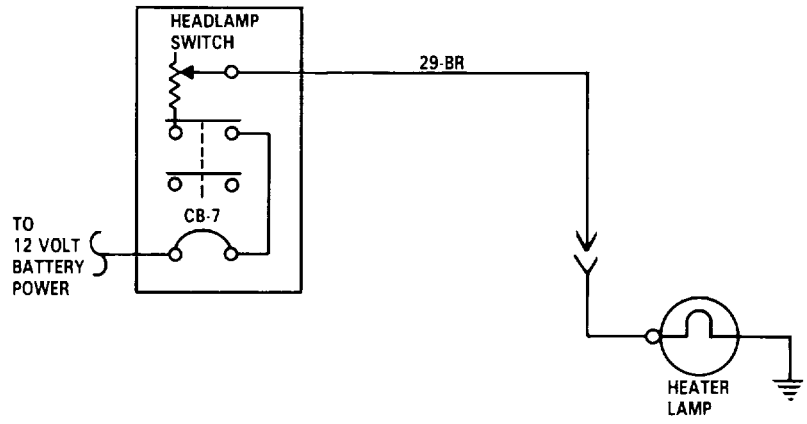 HEADLAMP
SWITCH
29-BR
CB-7
TO
12 VOLT
BATTERY
POWER
HEATER
LAMP